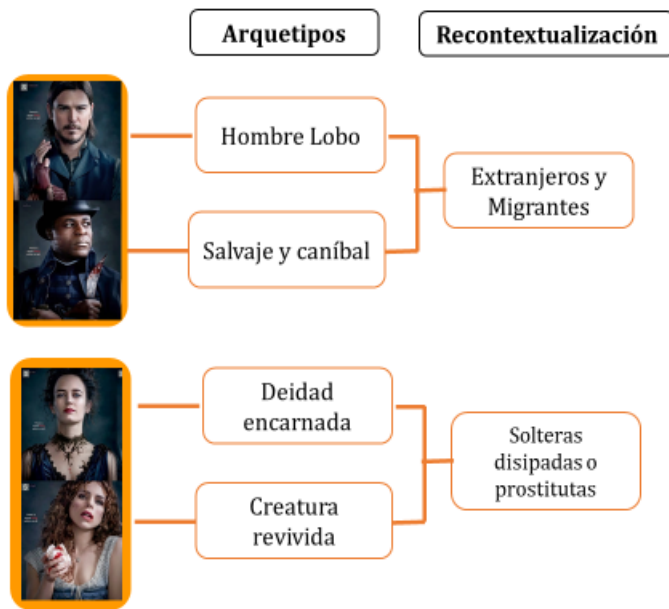 Arquetipos
Recontextualización
Hombre Lobo
Salvaje y caníbal
Extranjeros y
Migrantes
Deidad
encarnada
Creatura
revivida
Solteras
disipadas o
prostitutas